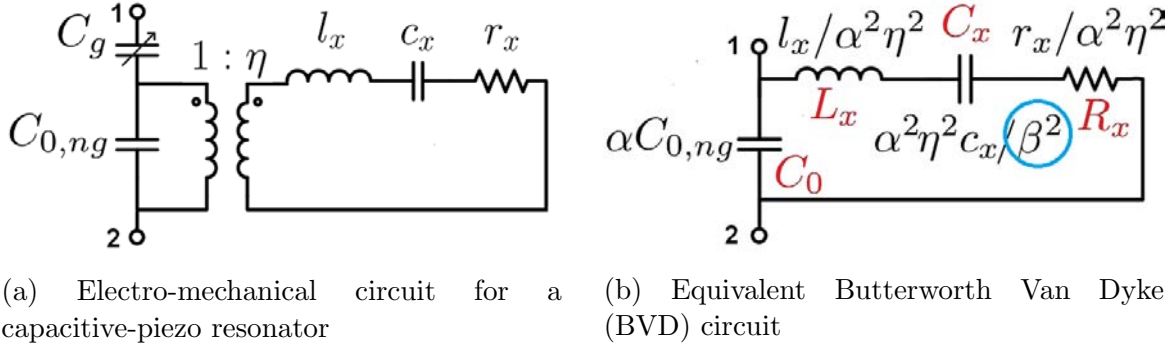 1
C_g
1 : η
l_x
c_x
r_x
C_{0,ng}
2
1
l_x/α²η²
C_x
r_x/α²η²
L_x
R_x
αC_{0,ng}
α²η²c_x/β²
C_0
2
(a) Electro-mechanical circuit for a
capacitive-piezo resonator
(b) Equivalent Butterworth Van Dyke
(BVD) circuit